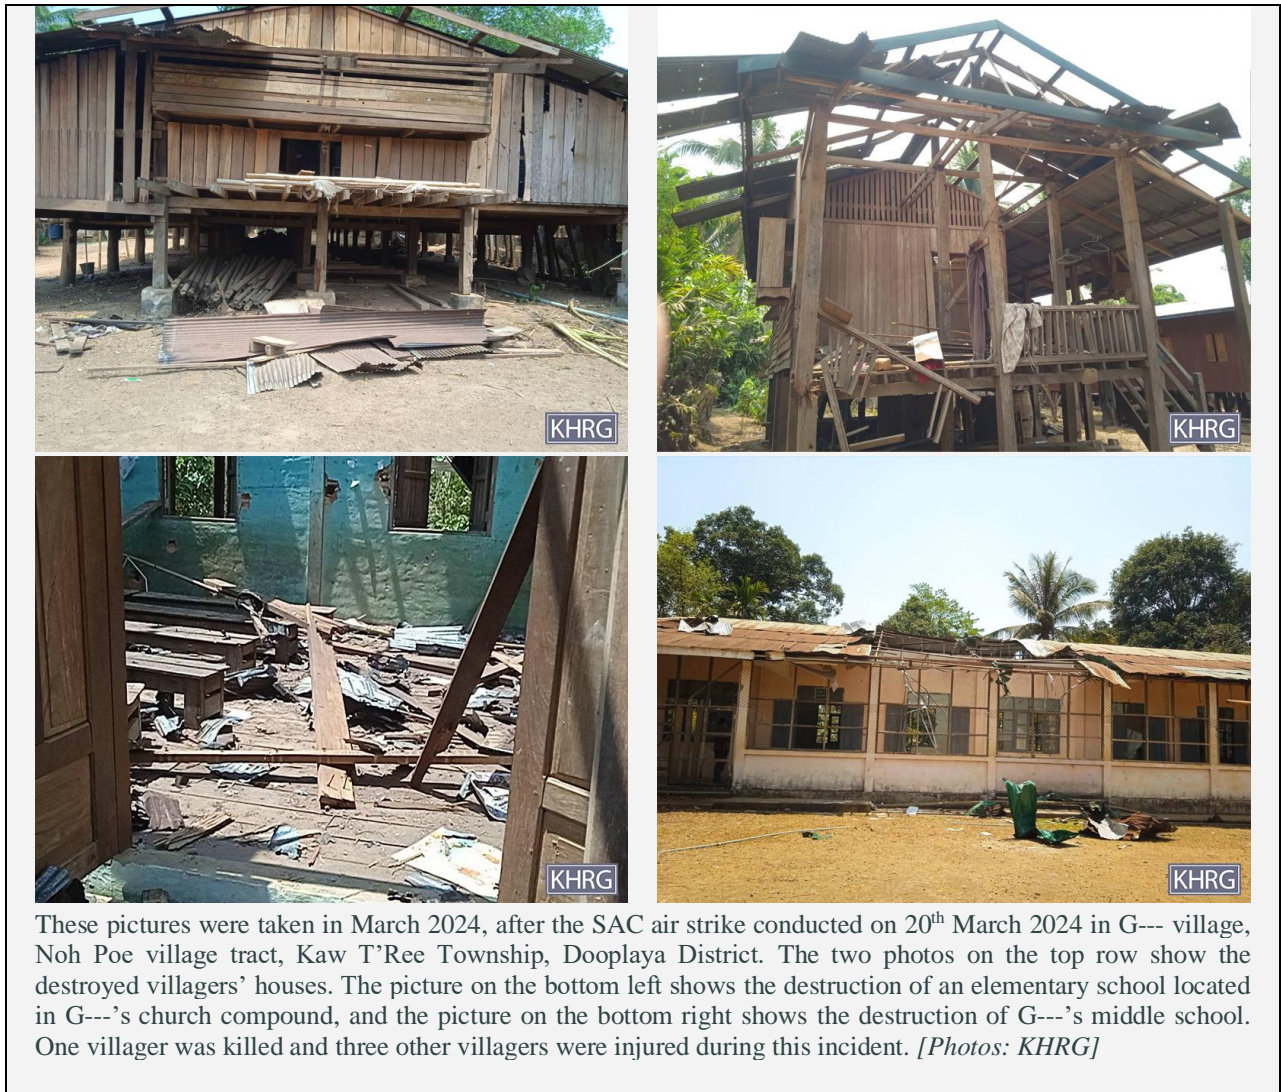 KHRG
KHRG
KHRG
KHRG
These pictures were taken in March 2024, after the SAC air strike conducted on 20th March 2024 in G--- village,
Noh Poe village tract, Kaw T’Ree Township, Dooplaya District. The two photos on the top row show the
destroyed villagers’ houses. The picture on the bottom left shows the destruction of an elementary school located
in G---’s church compound, and the picture on the bottom right shows the destruction of G---’s middle school.
One villager was killed and three other villagers were injured during this incident. [Photos: KHRG]